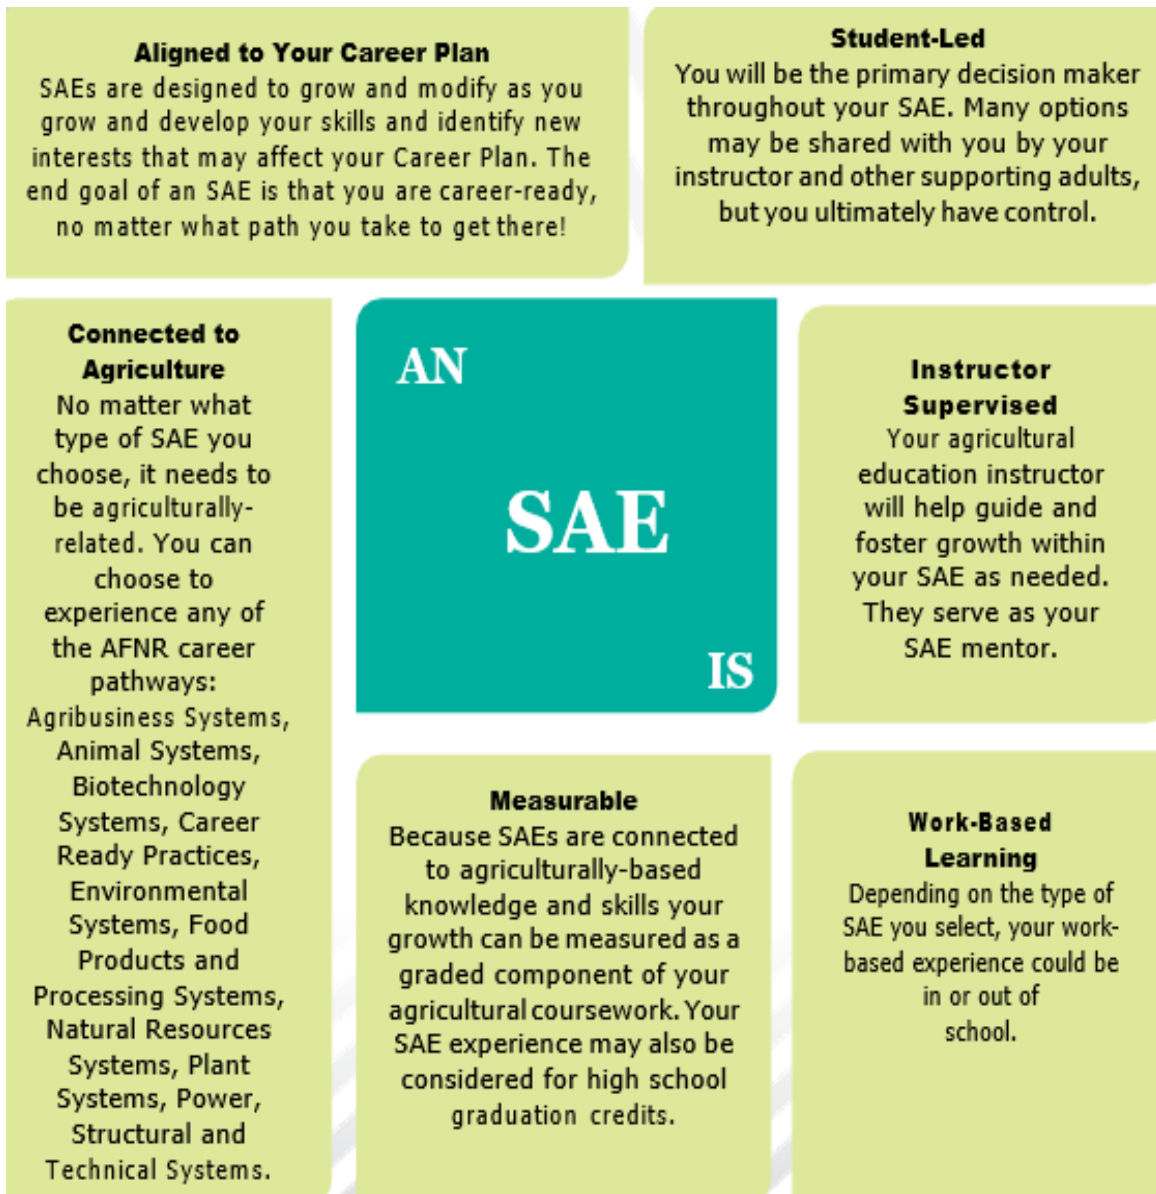 Aligned to Your Career Plan
SAEs are designed to grow and modify as you
grow and develop your skills and identify new
interests that may affect your Career Plan. The
end goal of an SAE is that you are career-ready,
no matter what path you take to get there!
Student-Led
You will be the primary decision maker
throughout your SAE. Many options
may be shared with you by your
instructor and other supporting adults,
but you ultimately have control.
Connected to
Agriculture
No matter what
type of SAE you
choose, it needs to
be agriculturally-
related. You can
choose to
experience any of
the AFNR career
pathways:
Agribusiness Systems,
Animal Systems,
Biotechnology
Systems, Career
Ready Practices,
Environmental
Systems, Food
Products and
Processing Systems,
Natural Resources
Systems, Plant
Systems, Power,
Structural and
Technical Systems.
AN
SAE
IS
Instructor
Supervised
Your agricultural
education instructor
will help guide and
foster growth within
your SAE as needed.
They serve as your
SAE mentor.
Measurable
Because SAEs are connected
to agriculturally-based
knowledge and skills your
growth can be measured as a
graded component of your
agricultural coursework. Your
SAE experience may also be
considered for high school
graduation credits.
Work-Based
Learning
Depending on the type of
SAE you select, your work-
based experience could be
in or out of
school.